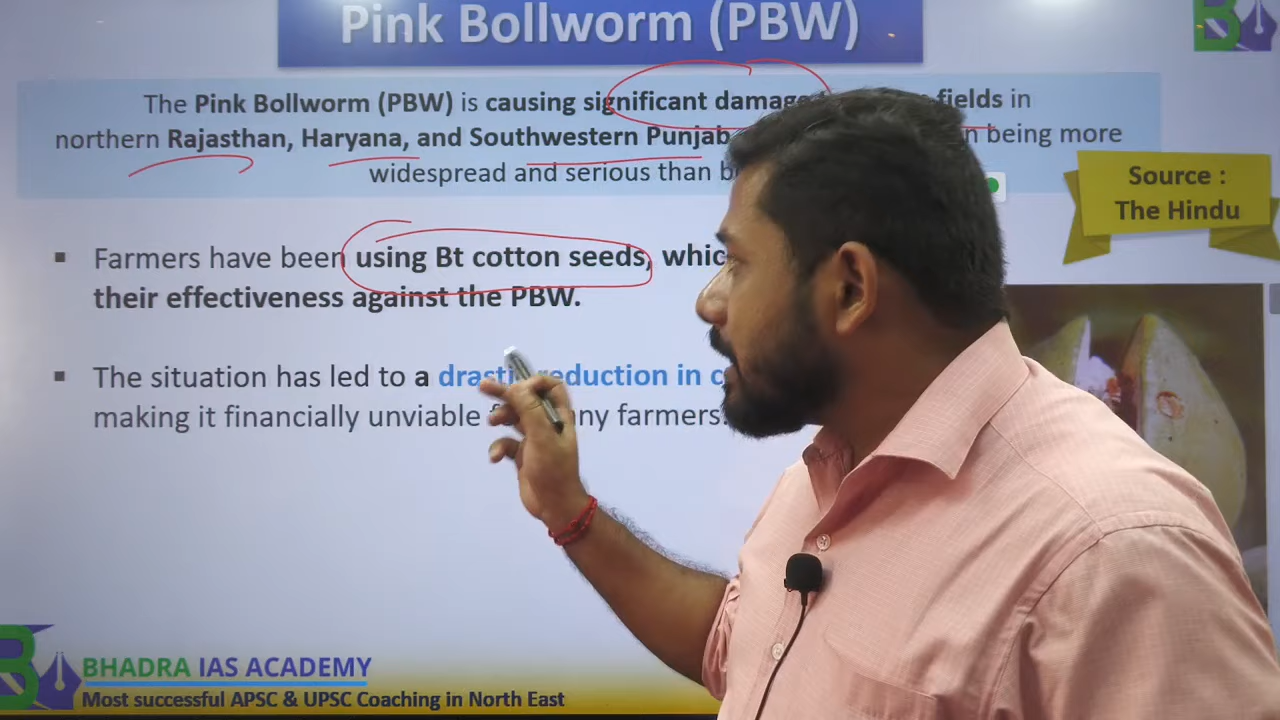 Pink Bollworm (PBW)
The Pink Bollworm (PBW) is causing significant damage fields in
northern Rajasthan, Haryana, and Southwestern Punjab being more
widespread and serious than
Source :
The Hindu
▪ Farmers have been using Bt cotton seeds,
their effectiveness against the PBW.
▪ The situation has led to a drastic reduction in
making it financially unviable many farmers.
BHADRA IAS ACADEMY
Most successful APSC & UPSC Coaching in North East